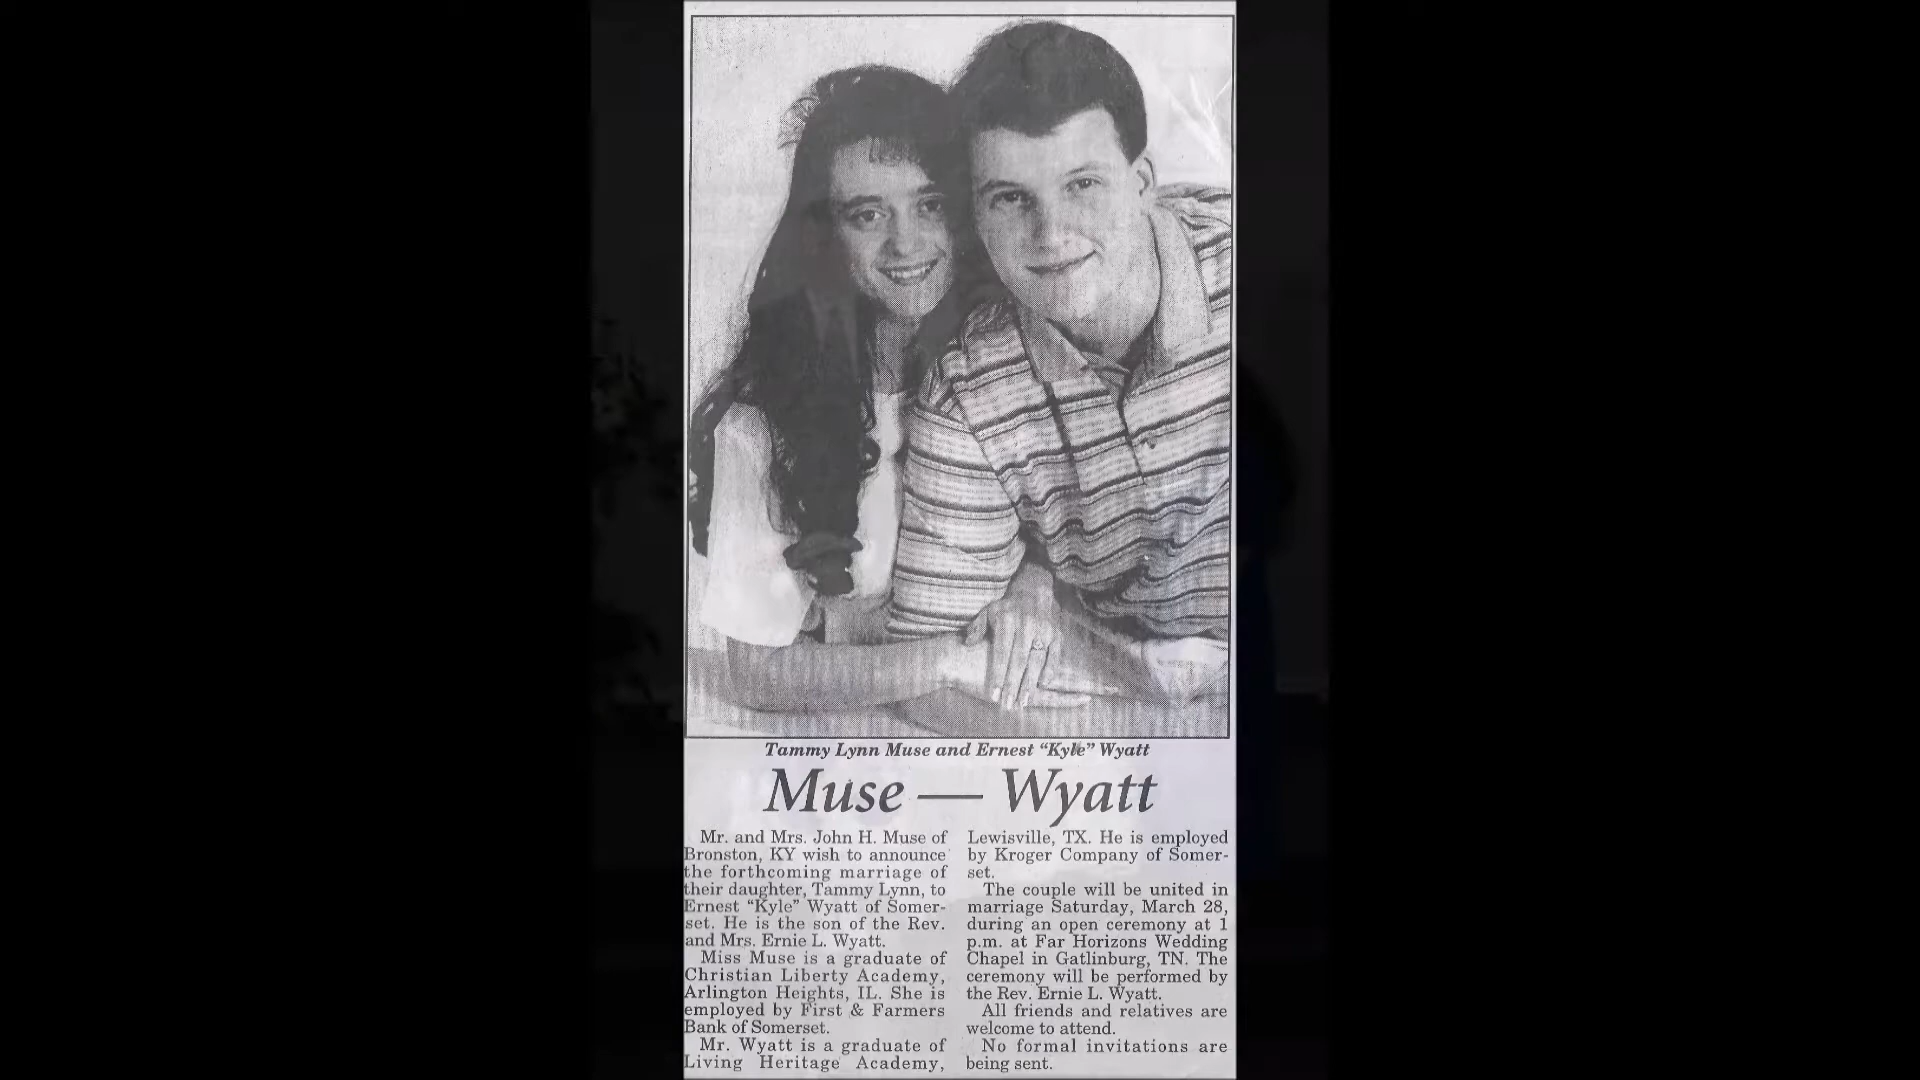 Tammy Lynn Muse and Ernest “Kyle” Wyatt
Muse — Wyatt
Mr. and Mrs. John H. Muse of
Bronston, KY wish to announce
the forthcoming marriage of
their daughter, Tammy Lynn, to
Ernest “Kyle” Wyatt of Somer-
set. He is the son of the Rev.
and Mrs. Ernie L. Wyatt.
Miss Muse is a graduate of
Christian Liberty Academy,
Arlington Heights, IL. She is
employed by First & Farmers
Bank of Somerset.
Mr. Wyatt is a graduate of
Living Heritage Academy,
Lewisville, TX. He is employed
by Kroger Company of Somer-
set.
The couple will be united in
marriage Saturday, March 28,
during an open ceremony at 1
p.m. at Far Horizons Wedding
Chapel in Gatlinburg, TN. The
ceremony will be performed by
the Rev. Ernie L. Wyatt.
All friends and relatives are
welcome to attend.
No formal invitations are
being sent.